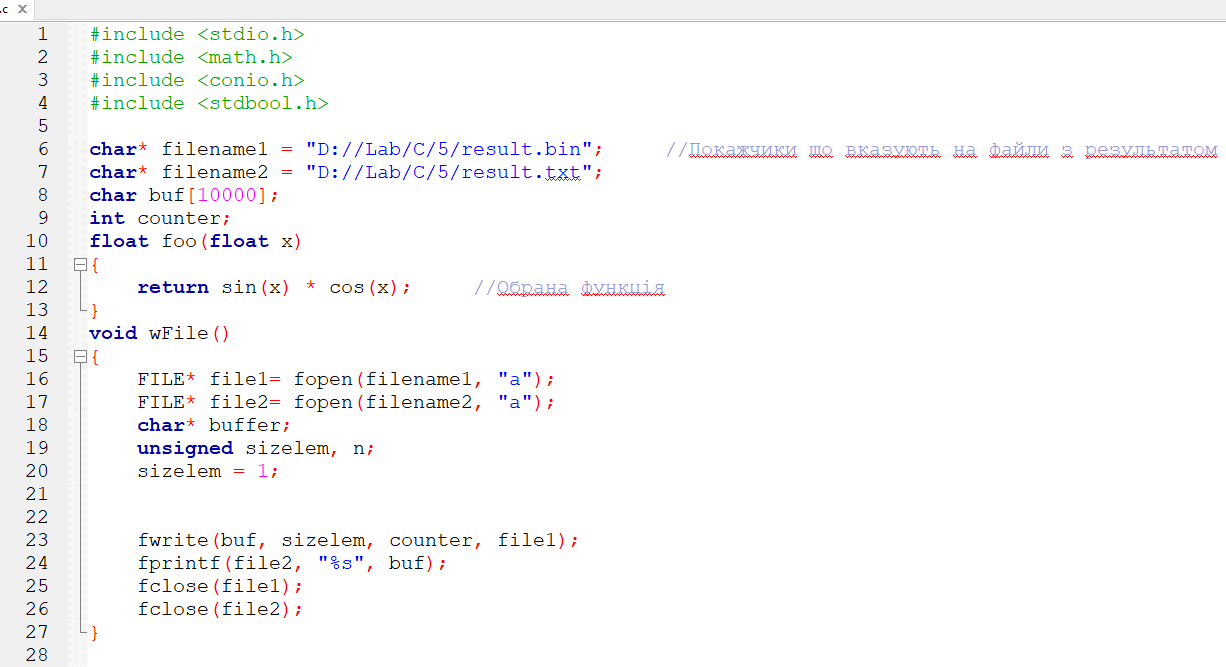 .c x
1 #include <stdio.h>
2 #include <math.h>
3 #include <conio.h>
4 #include <stdbool.h>
5
6 char* filename1 = "D://Lab/C/5/result.bin"; //Покажчики що вказують на файли з результатом
7 char* filename2 = "D://Lab/C/5/result.txt";
8 char buf[10000];
9 int counter;
10 float foo(float x)
11 {
12 return sin(x) * cos(x); //Обрана функція
13 }
14 void wFile()
15 {
16 FILE* file1= fopen(filename1, "a");
17 FILE* file2= fopen(filename2, "a");
18 char* buffer;
19 unsigned sizelem, n;
20 sizelem = 1;
21
22
23 fwrite(buf, sizelem, counter, file1);
24 fprintf(file2, "%s", buf);
25 fclose(file1);
26 fclose(file2);
27 }
28